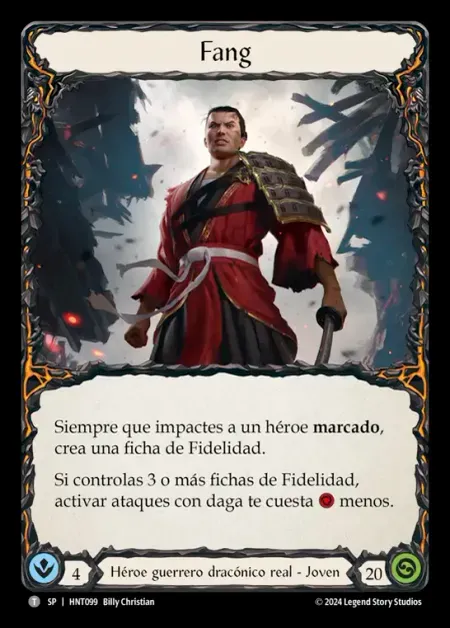 Fang
Siempre que impactes a un héroe marcado,
crea una ficha de Fidelidad.
Si controlas 3 o más fichas de Fidelidad,
activar ataques con daga te cuesta menos.
4
Héroe guerrero dracónico real - Joven
20
T SP | HNT099 Billy Christian
© 2024 Legend Story Studios